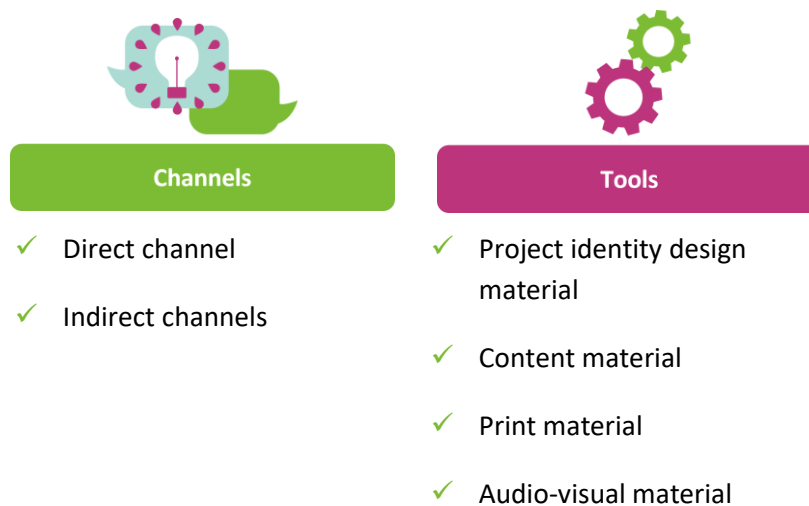 Channels
Direct channel
Indirect channels
Tools
Project identity design
material
Content material
Print material
Audio-visual material